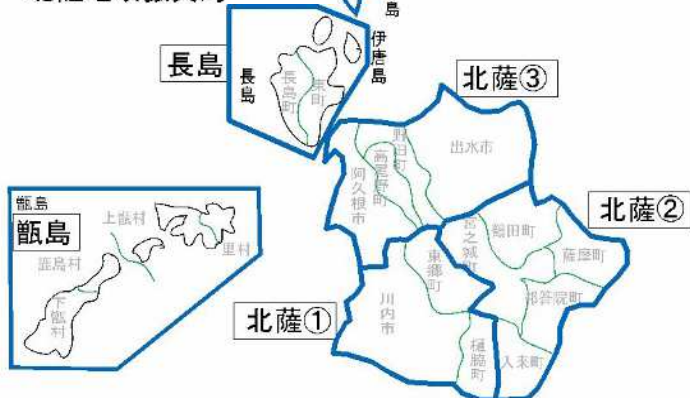 島
長島
長島
伊唐島
長島町
東町
北薩③
出水市
野田町
高尾野町
阿久根市
甑島
甑島
上甑村
里村
鹿島村
下甑村
北薩②
宮之城町
鶴田町
薩摩町
祁答院町
入来町
北薩①
川内市
東郷町
樋脇町